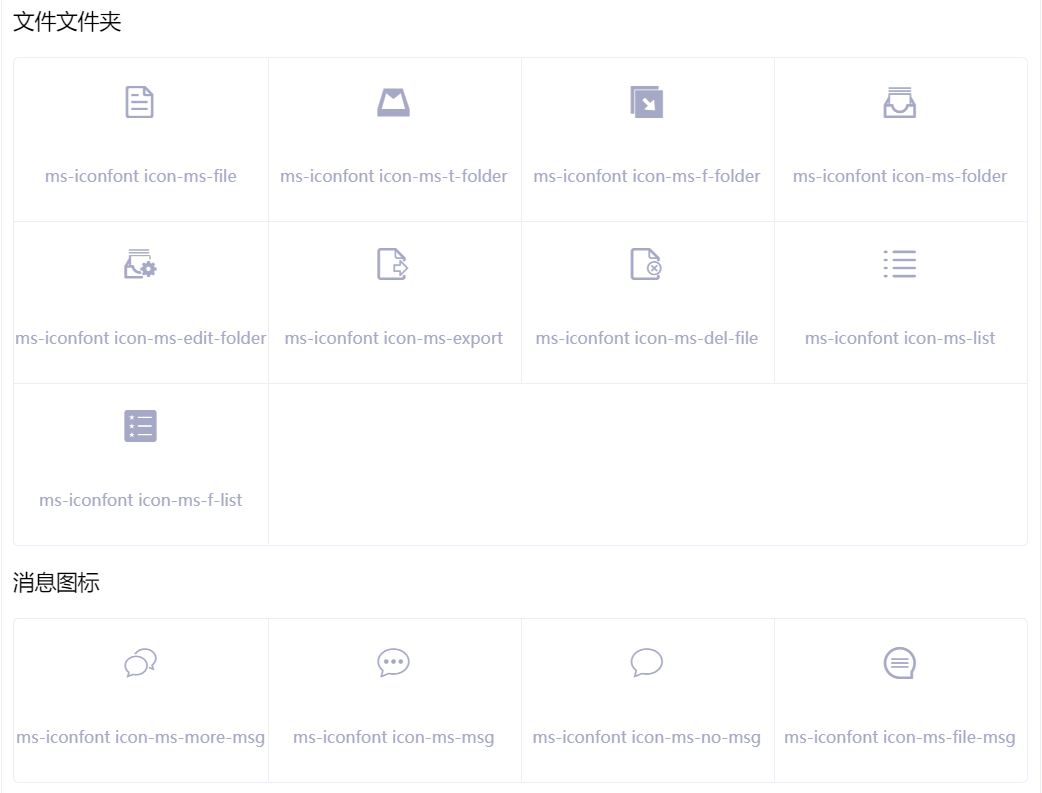 文件文件夹
ms-iconfont icon-ms-file
ms-iconfont icon-ms-t-folder
ms-iconfont icon-ms-f-folder
ms-iconfont icon-ms-folder
ms-iconfont icon-ms-edit-folder
ms-iconfont icon-ms-export
ms-iconfont icon-ms-del-file
ms-iconfont icon-ms-list
ms-iconfont icon-ms-f-list
消息图标
ms-iconfont icon-ms-more-msg
ms-iconfont icon-ms-msg
ms-iconfont icon-ms-no-msg
ms-iconfont icon-ms-file-msg